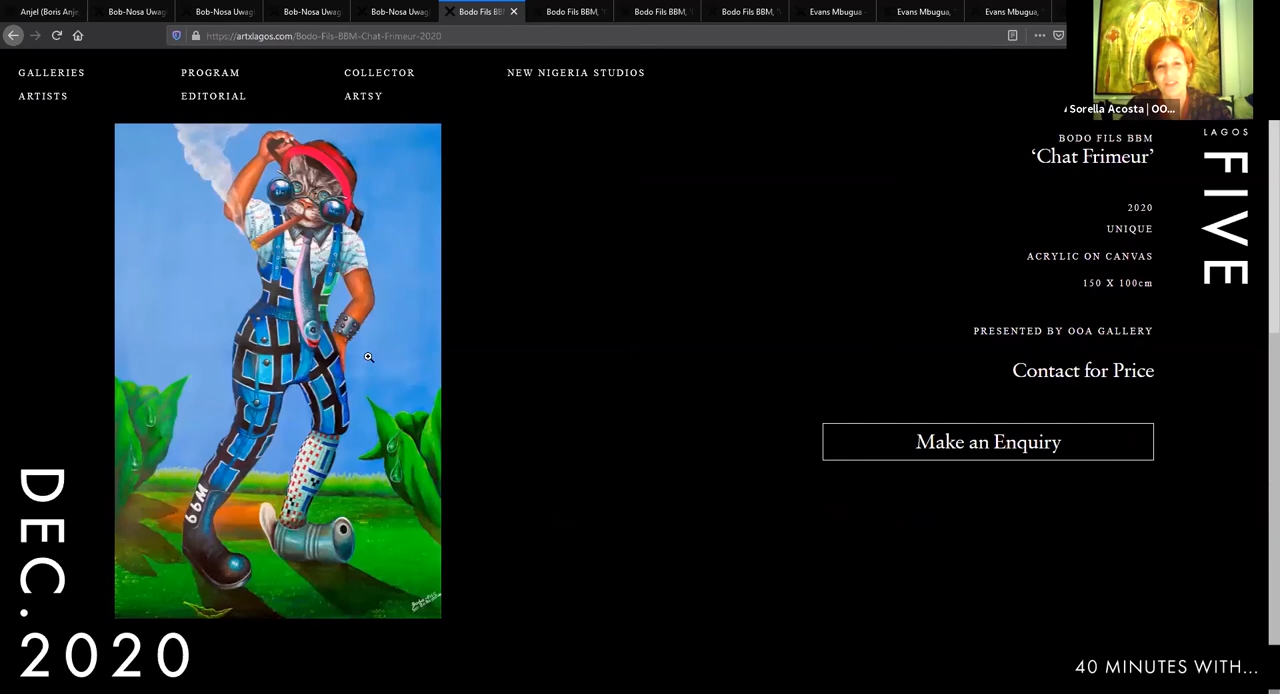 Anjel (Boris Anje
Bob-Nosa Uwag
Bob-Nosa Uwag
Bob-Nosa Uwag
Bob-Nosa Uwag
Bodo Fils BB
Bodo Fils BBM, '
Bodo Fils BBM, '
Bodo Fils BBM, '
Evans Mbugua -
Evans Mbugua, '
Evans Mbugua, '
https://artxlagos.com/Bodo-Fils-BBM-Chat-Frimeur-2020
GALLERIES
PROGRAM
COLLECTOR
NEW NIGERIA STUDIOS
ARTISTS
EDITORIAL
ARTSY
Sorella Acosta | OO...
LAGOS
FIVE
BODO FILS BBM
‘Chat Frimeur’
2020
UNIQUE
ACRYLIC ON CANVAS
150 X 100cm
PRESENTED BY OOA GALLERY
Contact for Price
Make an Enquiry
DEC.
2020
40 MINUTES WITH...